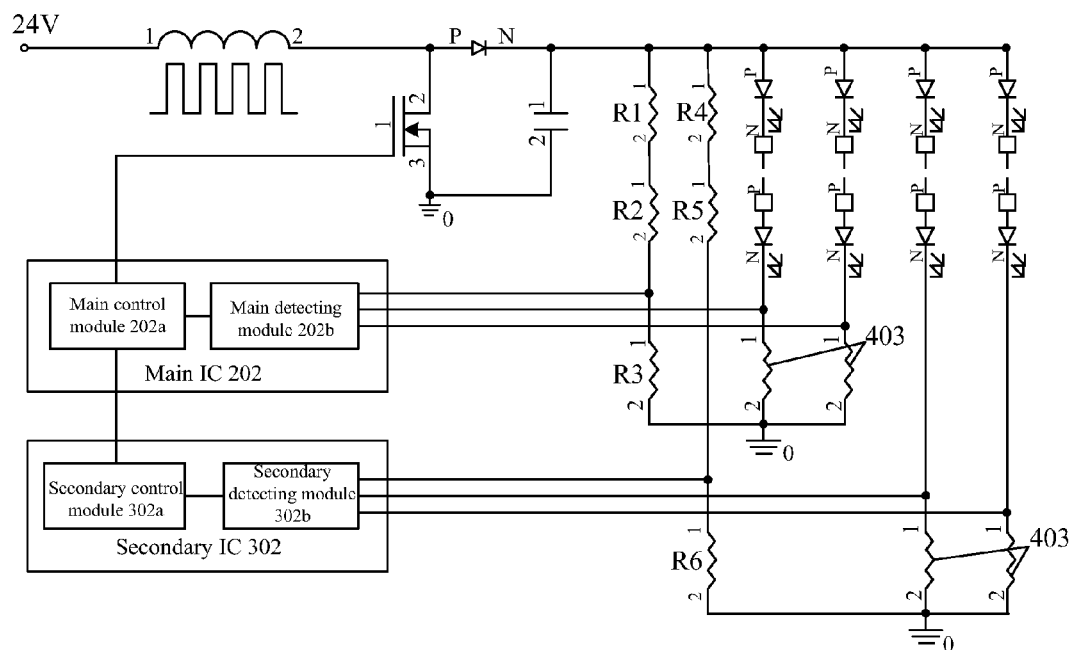 24V
1
2
P
N
1
2
3
1
2
0
R1
1
2
R4
1
2
R2
1
2
R5
1
2
P
N
P
N
P
N
P
N
P
N
P
N
P
N
P
N
Main control
module 202a
Main detecting
module 202b
Main IC 202
R3
1
2
1
2
1
2
403
0
Secondary control
module 302a
Secondary
detecting module
302b
Secondary IC 302
R6
1
2
1
2
1
2
403
0